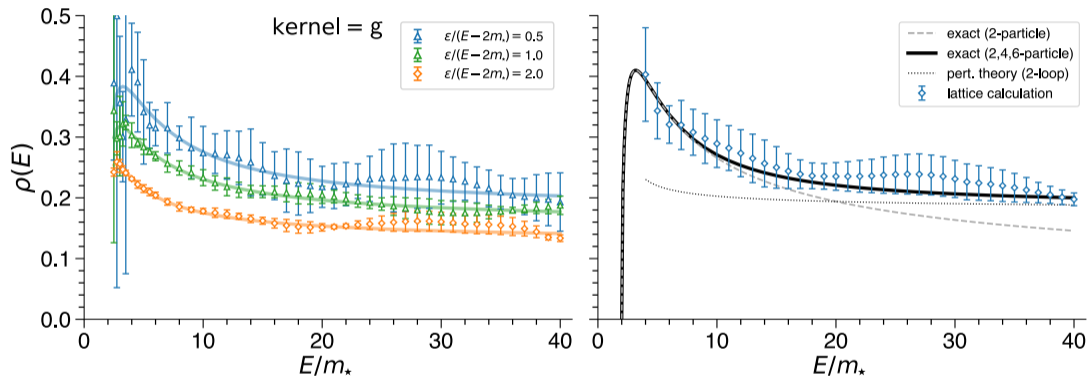 kernel = g
ε/(E−2m⋆) = 0.5
ε/(E−2m⋆) = 1.0
ε/(E−2m⋆) = 2.0
ρ(E)
0.5
0.4
0.3
0.2
0.1
0.0
0 10 20 30 40
E/m⋆
exact (2-particle)
exact (2,4,6-particle)
pert. theory (2-loop)
lattice calculation
0 10 20 30 40
E/m⋆